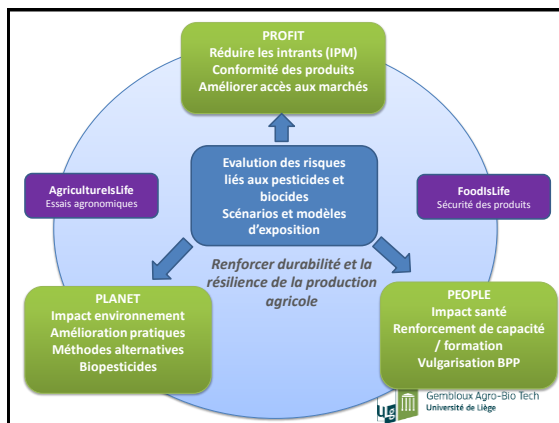 PROFIT
Réduire les intrants (IPM)
Conformité des produits
Améliorer accès aux marchés
Evalution des risques
liés aux pesticides et
biocides
Scénarios et modèles
d'exposition
AgricultureIsLife
Essais agronomiques
FoodIsLife
Sécurité des produits
Renforcer durabilité et la
résilience de la production
agricole
PLANET
Impact environnement
Amélioration pratiques
Méthodes alternatives
Biopesticides
PEOPLE
Impact santé
Renforcement de capacité
/ formation
Vulgarisation BPP
Gembloux Agro-Bio Tech
Université de Liège